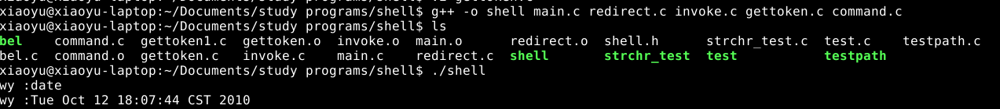 xiaoyu@xiaoyu-laptop:~/Documents/study programs/shell$ g++ -o shell main.c redirect.c invoke.c gettoken.c command.c
xiaoyu@xiaoyu-laptop:~/Documents/study programs/shell$ ls
bel command.c gettoken1.c gettoken.o invoke.o main.o redirect.o shell.h strchr_test.c test.c testpath.c
bel.c command.o gettoken.c invoke.c main.c redirect.c shell strchr_test test testpath
xiaoyu@xiaoyu-laptop:~/Documents/study programs/shell$ ./shell
wy :date
wy :Tue Oct 12 18:07:44 CST 2010